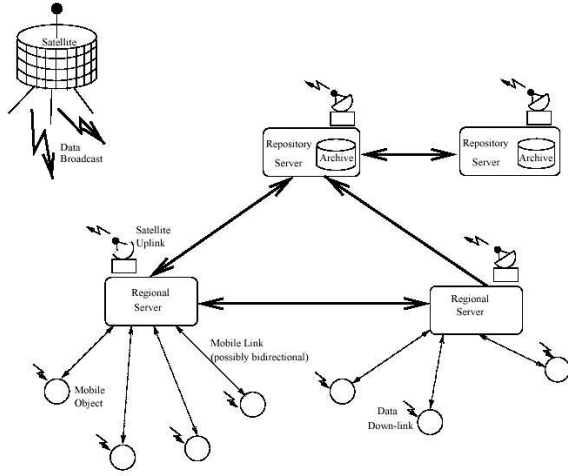 Satellite
Data
Broadcast
Repository
Server
Archive
Repository
Server
Archive
Satellite
Uplink
Regional
Server
Regional
Server
Mobile Link
(possibly bidirectional)
Mobile
Object
Data
Down-link